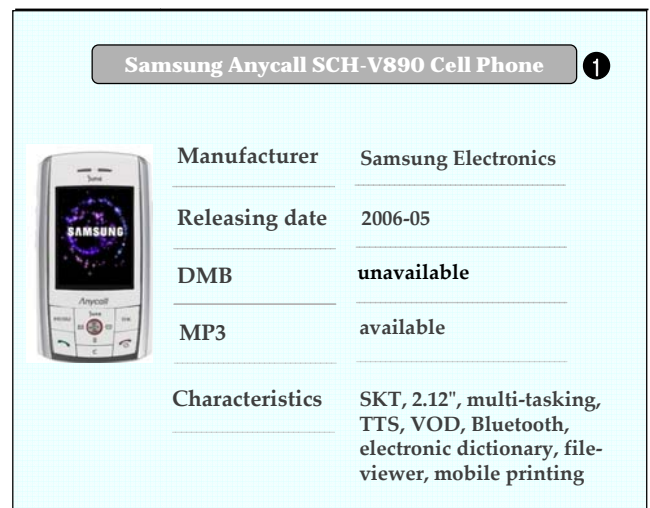 Samsung Anycall SCH-V890 Cell Phone 1
Manufacturer Samsung Electronics
Releasing date 2006-05
DMB unavailable
MP3 available
Characteristics SKT, 2.12", multi-tasking,
TTS, VOD, Bluetooth,
electronic dictionary, file-
viewer, mobile printing
SAMSUNG
Anycall